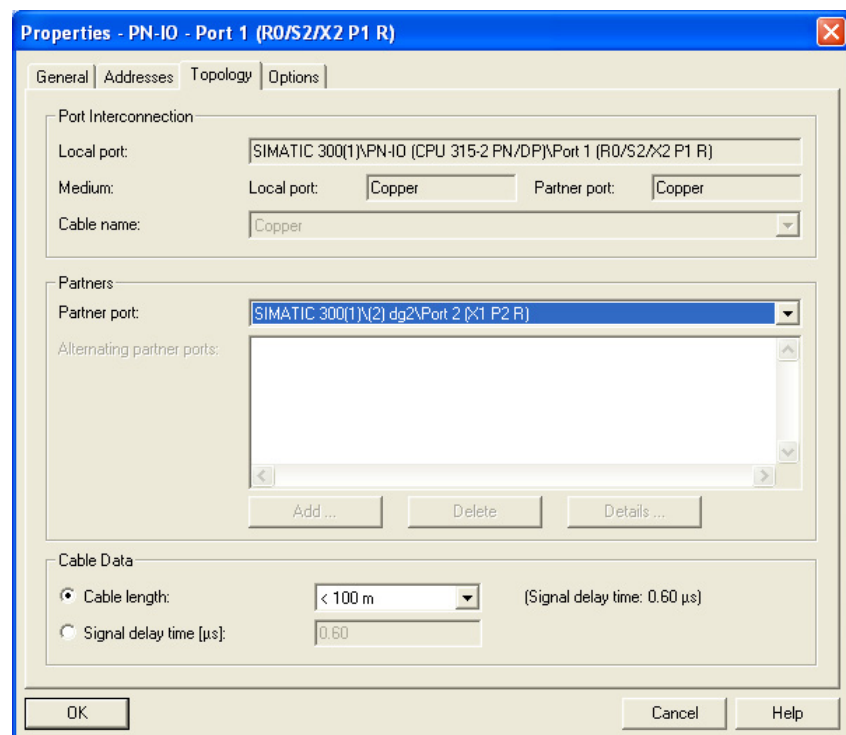 Properties - PN-IO - Port 1 (R0/S2/X2 P1 R)
General Addresses Topology Options
Port Interconnection
Local port: SIMATIC 300(1)\PN-IO (CPU 315-2 PN/DP)\Port 1 (R0/S2/X2 P1 R)
Medium: Local port: Copper Partner port: Copper
Cable name: Copper
Partners
Partner port: SIMATIC 300(1)\(2) dg2\Port 2 (X1 P2 R)
Alternating partner ports:
Add ... Delete Details ...
Cable Data
Cable length: < 100 m (Signal delay time: 0.60 µs)
Signal delay time [µs]: 0.60
OK Cancel Help